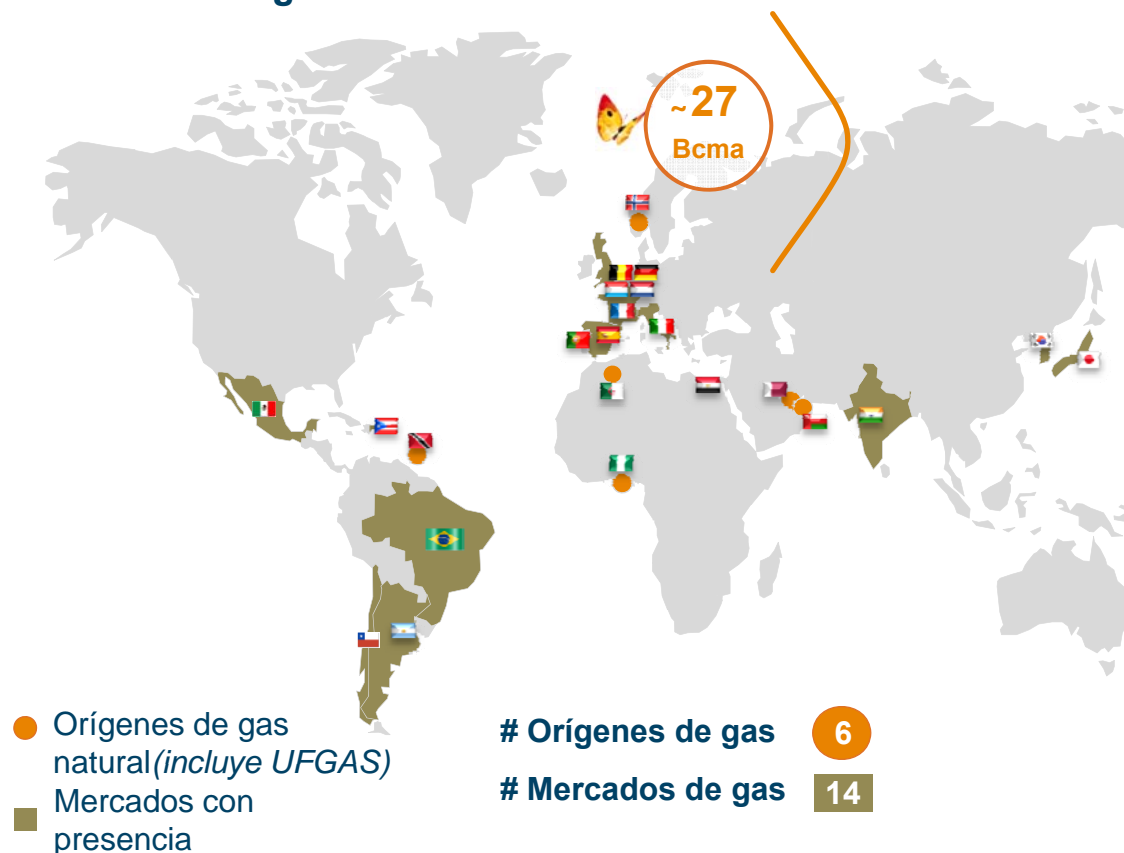 ~27
Bcma
Orígenes de gas
natural(incluye UFGAS)
Mercados con
presencia
# Orígenes de gas 6
# Mercados de gas 14